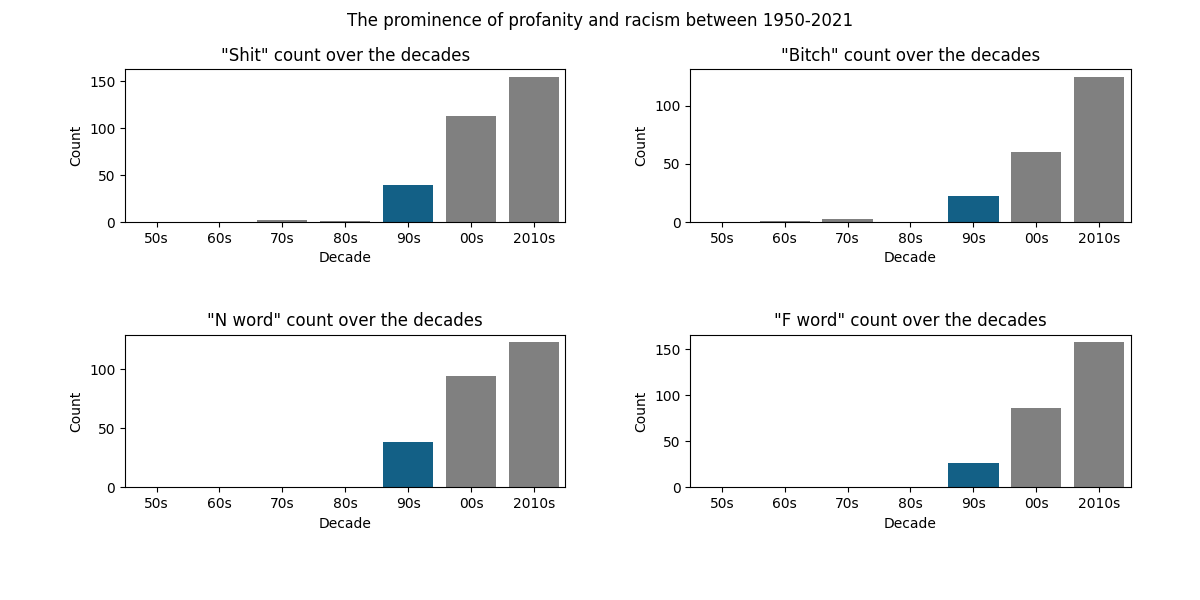 The prominence of profanity and racism between 1950-2021
"Shit" count over the decades
150
100
50
0
Count
50s 60s 70s 80s 90s 00s 2010s
Decade
"Bitch" count over the decades
100
50
0
Count
50s 60s 70s 80s 90s 00s 2010s
Decade
"N word" count over the decades
100
50
0
Count
50s 60s 70s 80s 90s 00s 2010s
Decade
"F word" count over the decades
150
100
50
0
Count
50s 60s 70s 80s 90s 00s 2010s
Decade